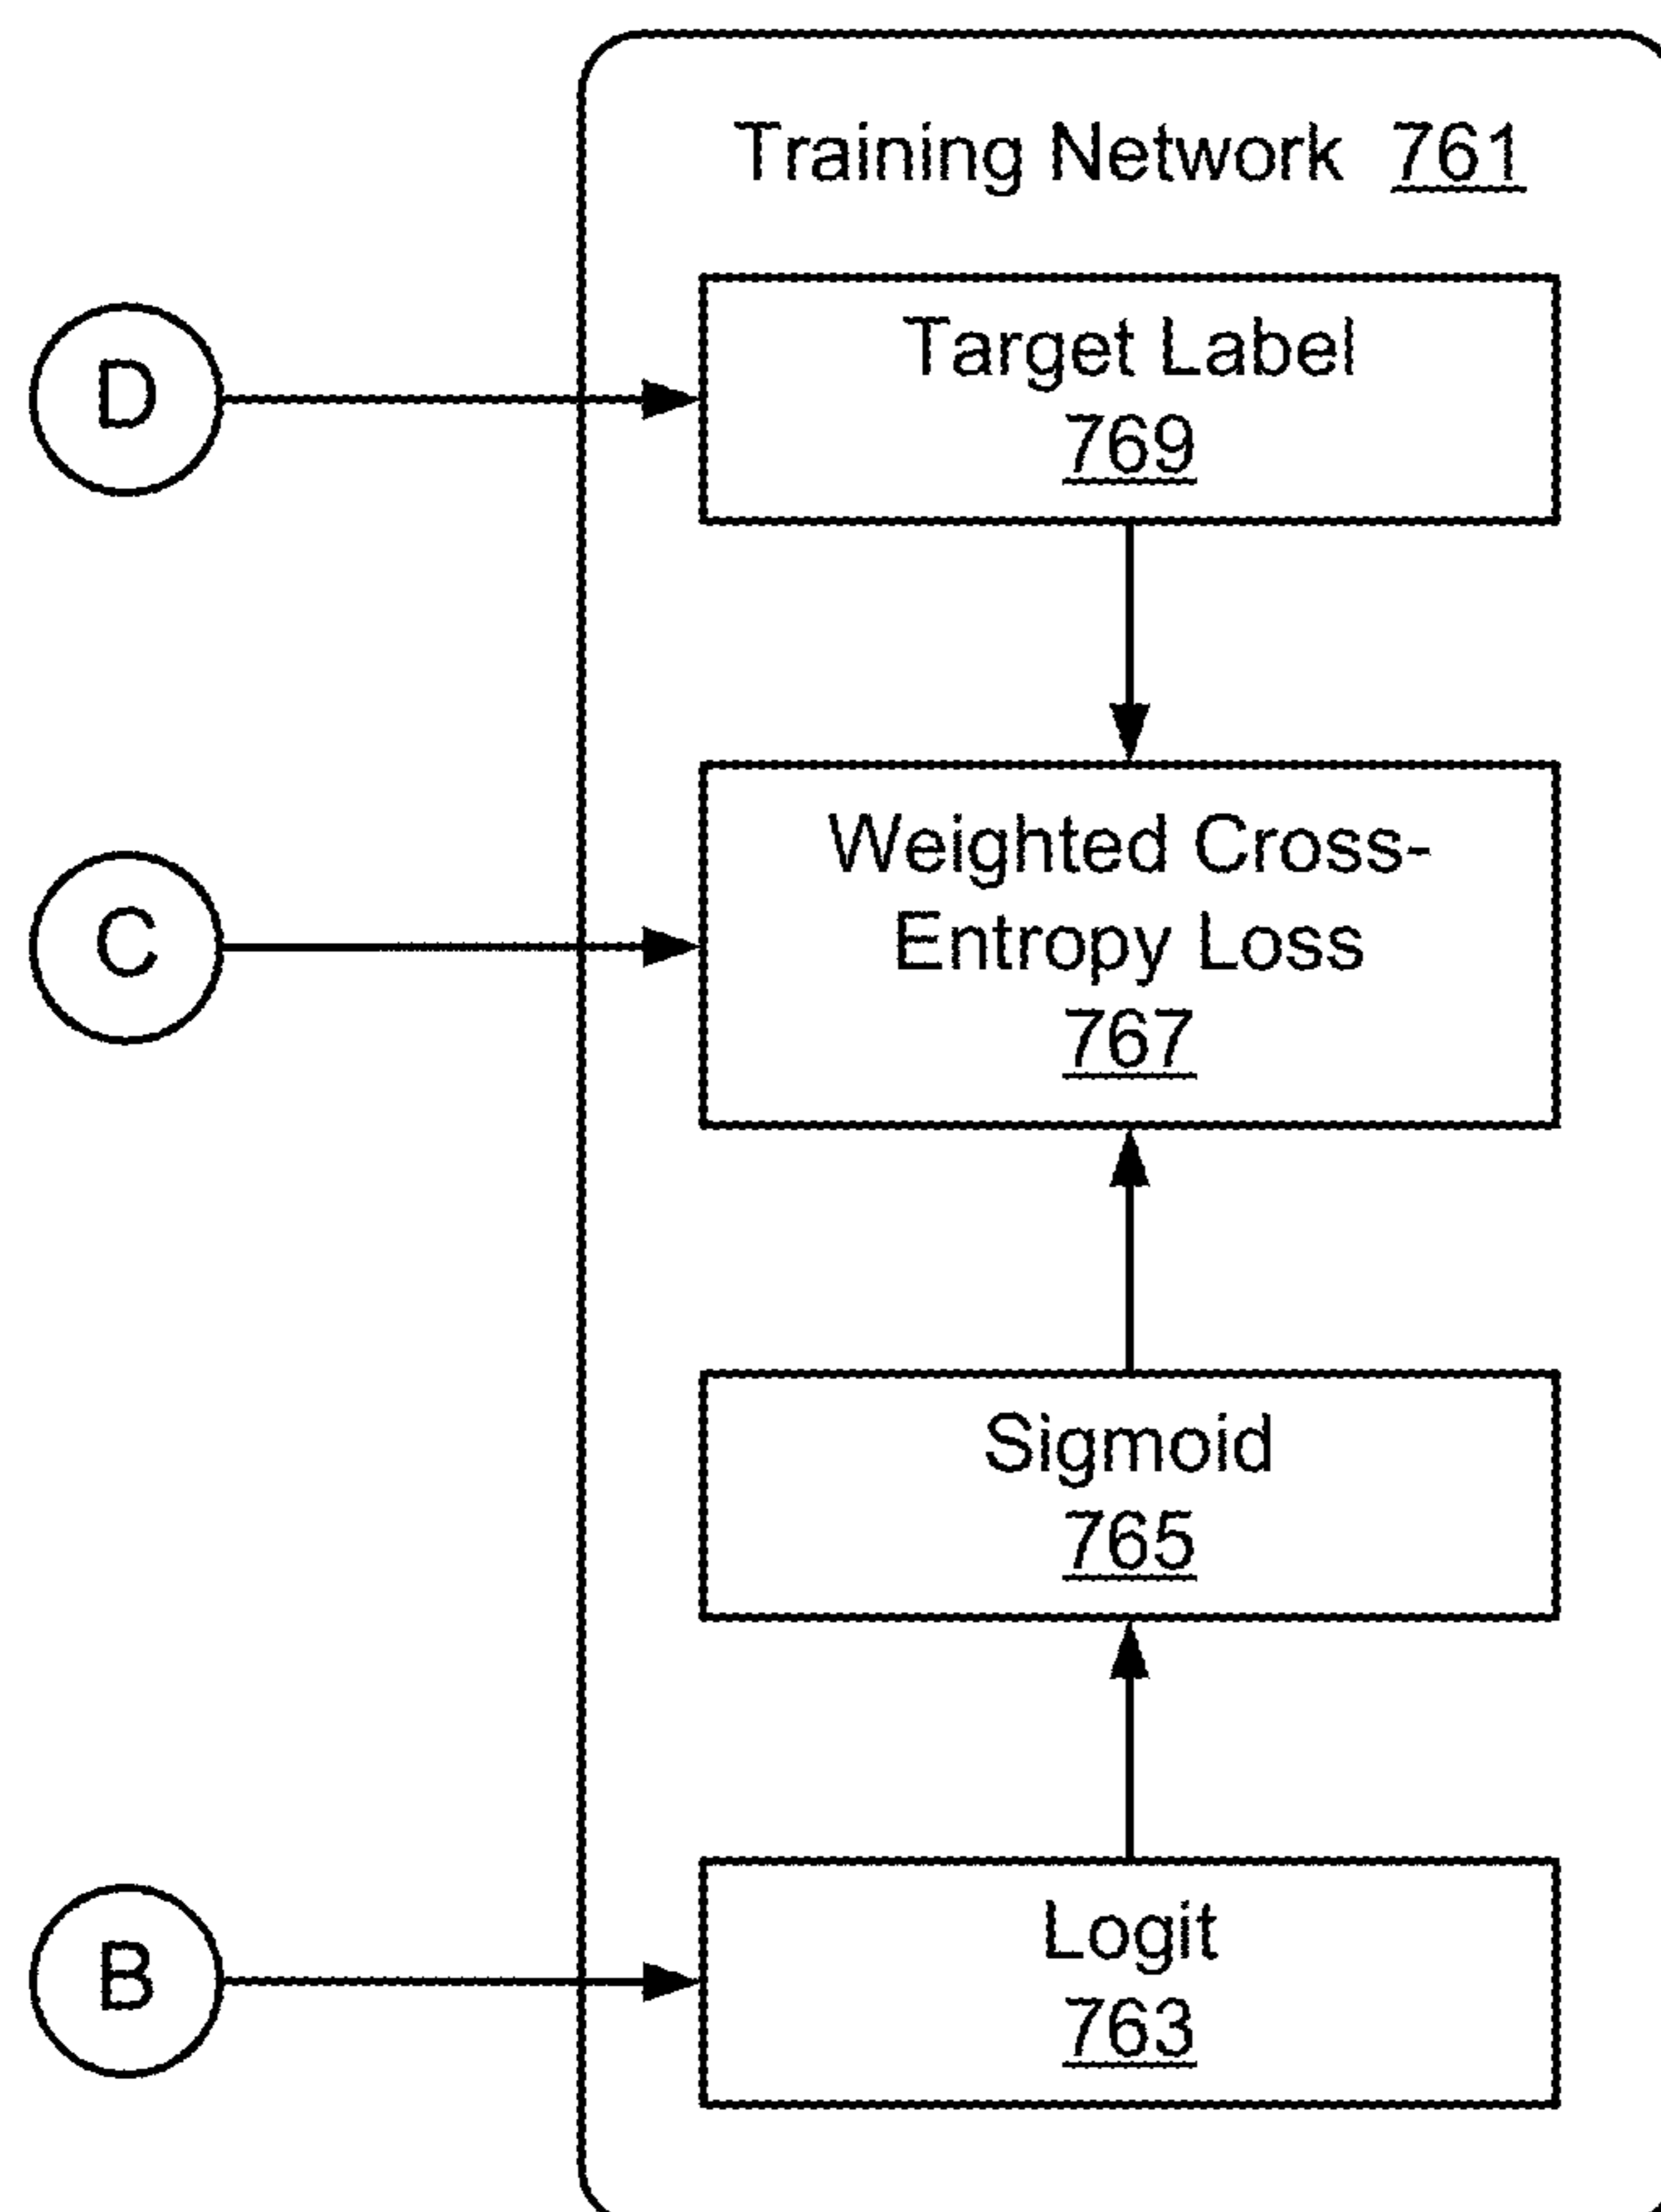 Training Network 761
D
Target Label
769
C
Weighted Cross-
Entropy Loss
767
Sigmoid
765
B
Logit
763